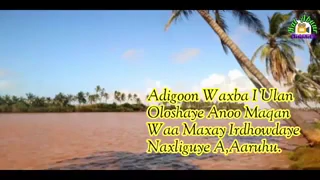 Adigoon Waxba I Ulan
Oloshaye Anoo Maqan
Waa Maxay Irdhowdaye
Naxliguye A,Aaruhu.